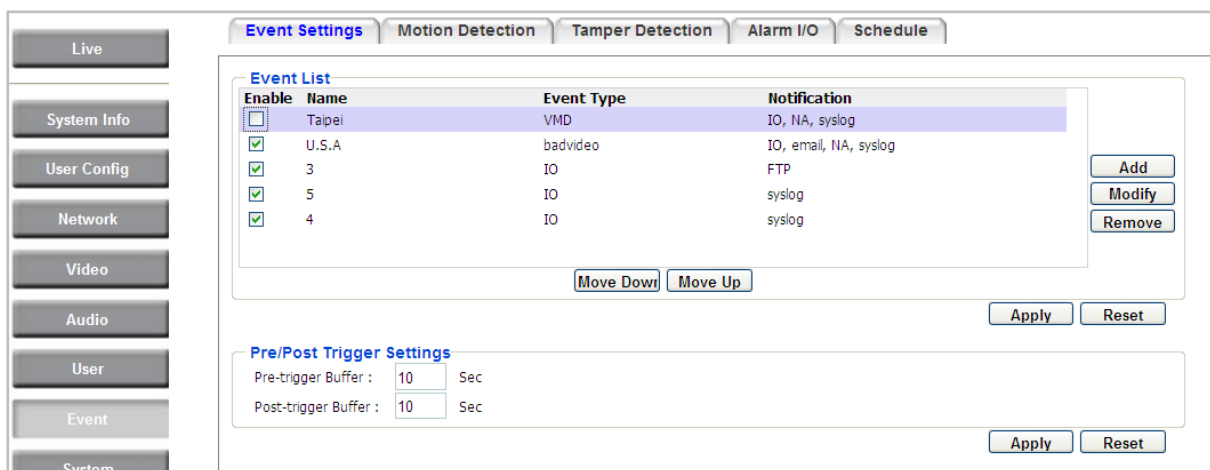 Live
System Info
User Config
Network
Video
Audio
User
Event
System
Event Settings Motion Detection Tamper Detection Alarm I/O Schedule
Event List
Enable Name Event Type Notification
Taipei VMD IO, NA, syslog
U.S.A badvideo IO, email, NA, syslog
3 IO FTP
5 IO syslog
4 IO syslog
Add
Modify
Remove
Move Down Move Up
Apply Reset
Pre/Post Trigger Settings
Pre-trigger Buffer : 10 Sec
Post-trigger Buffer : 10 Sec
Apply Reset